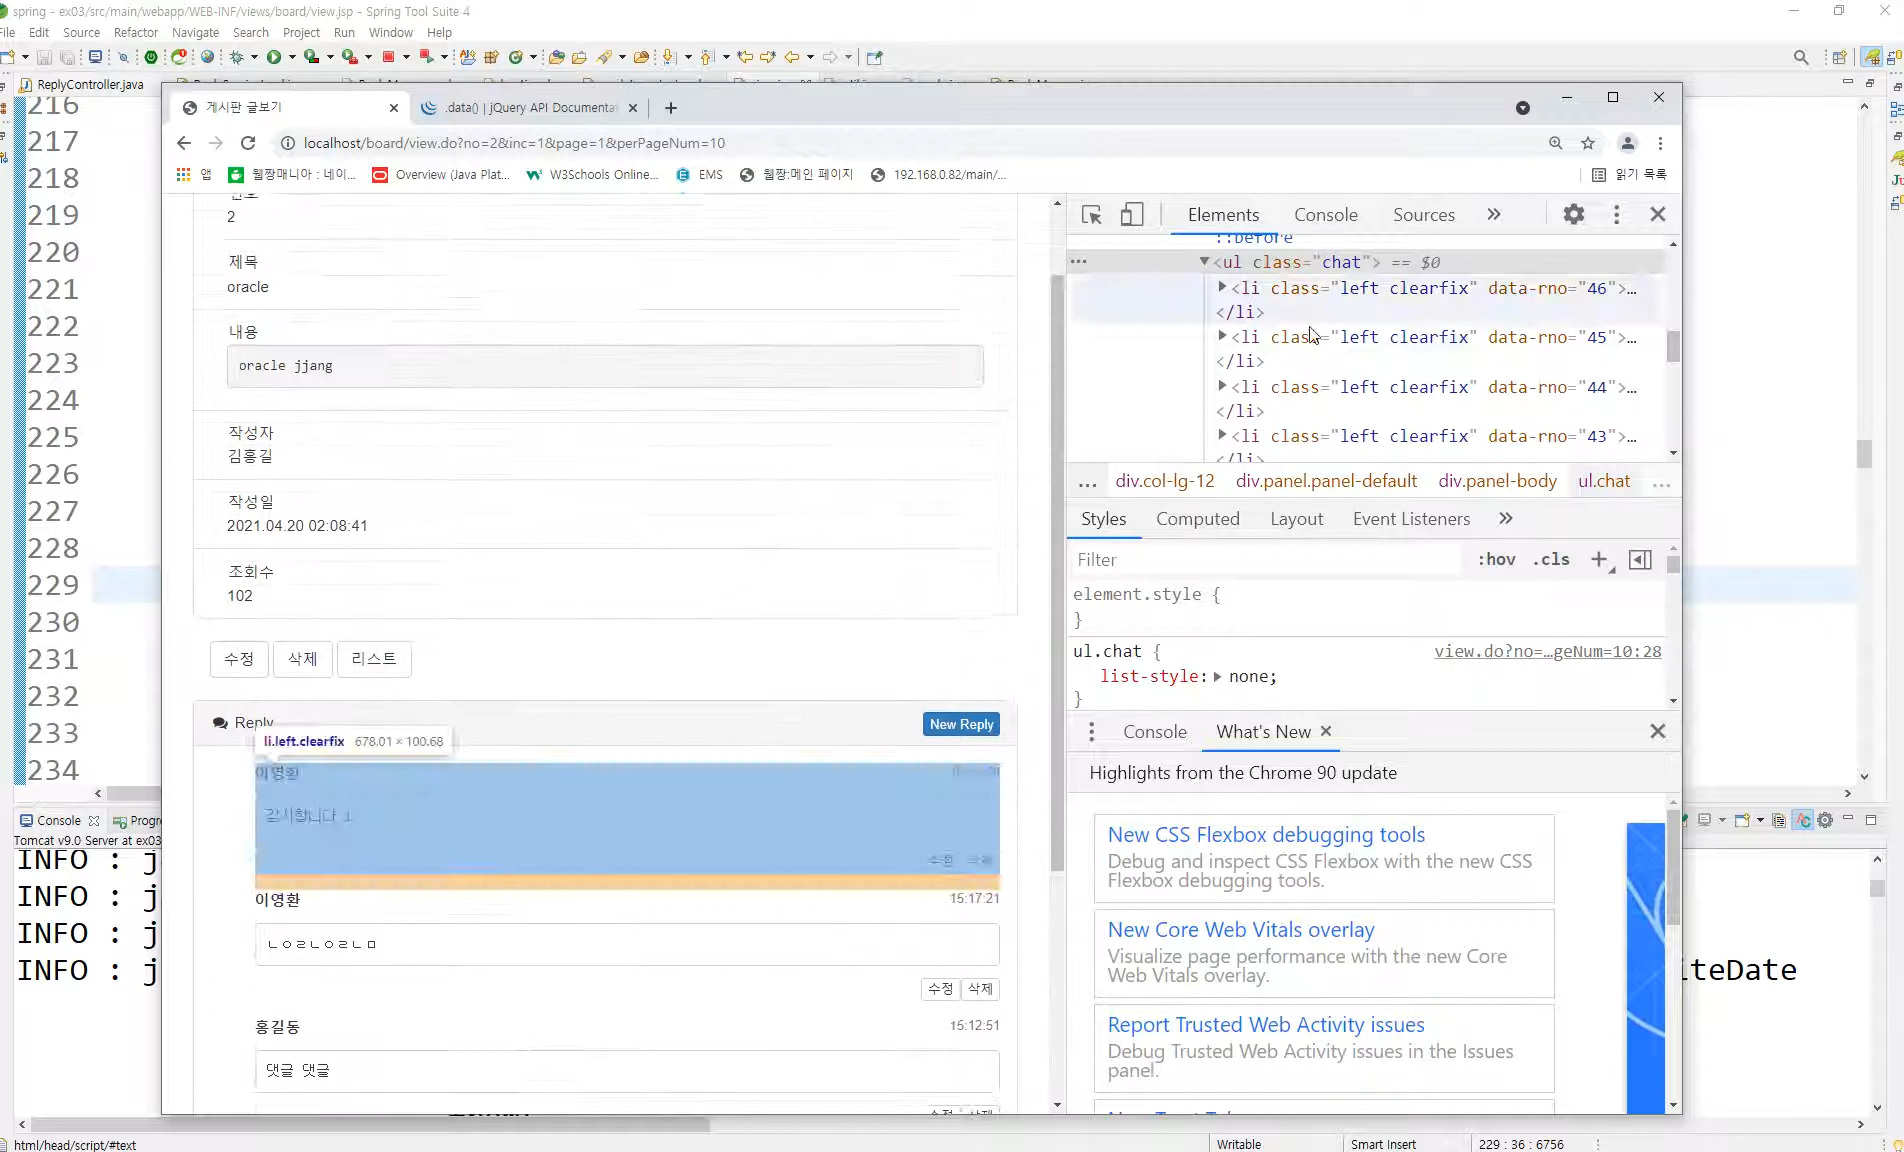 spring - ex03/src/main/webapp/WEB-INF/views/board/view.jsp - Spring Tool Suite 4
File Edit Source Refactor Navigate Search Project Run Window Help
ReplyController.java
216
217
218
219
220
221
222
223
224
225
226
227
228
229
230
231
232
233
234
게시판 글보기
.data() | jQuery API Documenta
localhost/board/view.do?no=2&inc=1&page=1&perPageNum=10
앱 웹짱매니아 : 네이... Overview (Java Plat... W3Schools Online... EMS 웹짱:메인 페이지 192.168.0.82/main/... 읽기 목록
2
제목
oracle
내용
oracle jjang
작성자
김홍길
작성일
2021.04.20 02:08:41
조회수
102
수정 삭제 리스트
Reply
New Reply
li.left.clearfix 678.01 × 100.68
이영환
수정 삭제
이영환 15:17:21
ㄴㅇㄹㄴㅇㄹㄴㅁ
수정 삭제
홍길동 15:12:51
댓글 댓글
수정 삭제
Elements Console Sources
::before
<ul class="chat"> == $0
<li class="left clearfix" data-rno="46">…
</li>
<li class="left clearfix" data-rno="45">…
</li>
<li class="left clearfix" data-rno="44">…
</li>
<li class="left clearfix" data-rno="43">…
</li>
... div.col-lg-12 div.panel.panel-default div.panel-body ul.chat ...
Styles Computed Layout Event Listeners
Filter :hov .cls
element.style {
}
ul.chat { view.do?no=…geNum=10:28
list-style: none;
}
Console What's New
Highlights from the Chrome 90 update
New CSS Flexbox debugging tools
Debug and inspect CSS Flexbox with the new CSS
Flexbox debugging tools.
New Core Web Vitals overlay
Visualize page performance with the new Core
Web Vitals overlay.
Report Trusted Web Activity issues
Debug Trusted Web Activity issues in the Issues
panel.
Console Progr
Tomcat v9.0 Server at ex03
INFO : j
INFO : j
INFO : j
INFO : j
iteDate
html/head/script/#text
Writable Smart Insert 229 : 36 : 6756